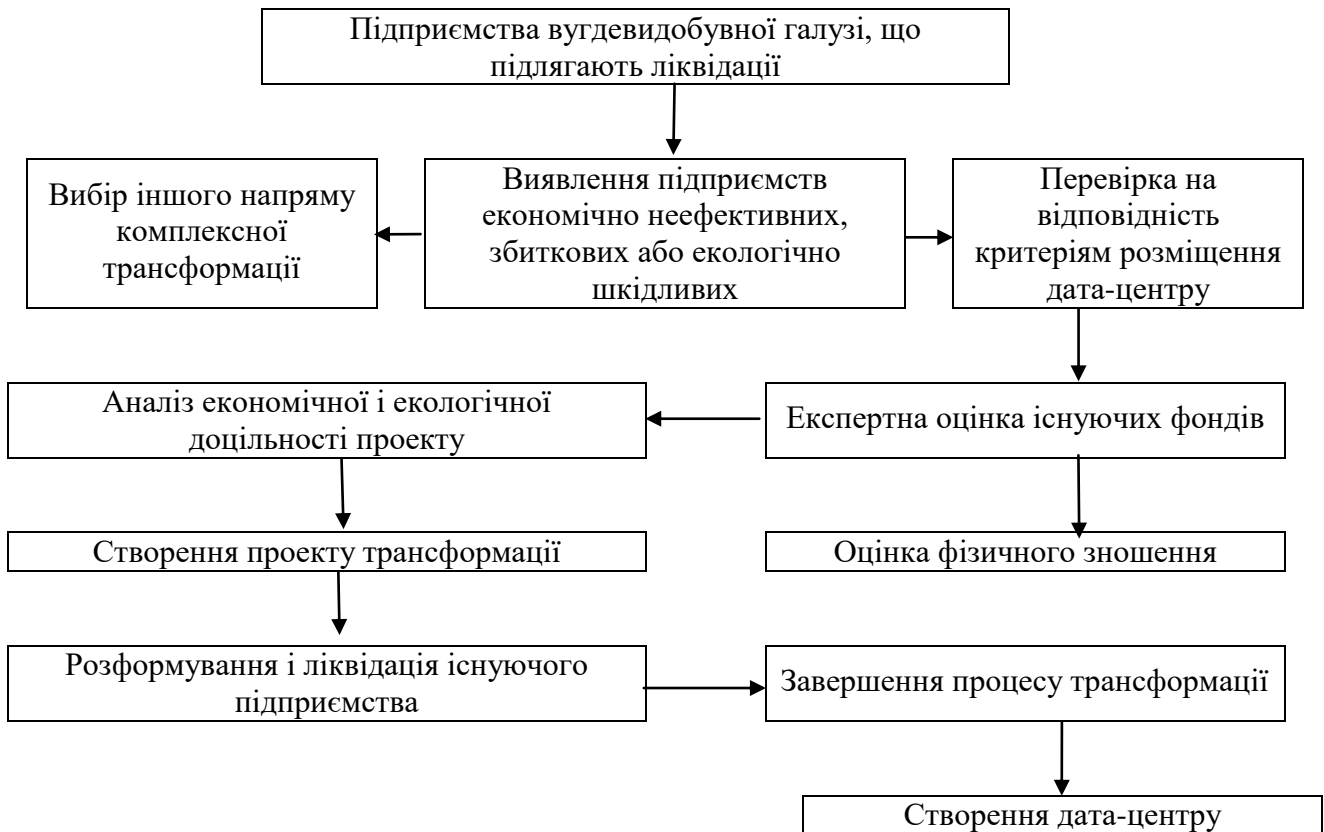 Підприємства вугдевидобувної галузі, що
підлягають ліквідації
Вибір іншого напряму
комплексної
трансформації
Виявлення підприємств
економічно неефективних,
збиткових або екологічно
шкідливих
Перевірка на
відповідність
критеріям розміщення
дата-центру
Аналіз економічної і екологічної
доцільності проекту
Експертна оцінка існуючих фондів
Створення проекту трансформації
Оцінка фізичного зношення
Розформування і ліквідація існуючого
підприємства
Завершення процесу трансформації
Створення дата-центру